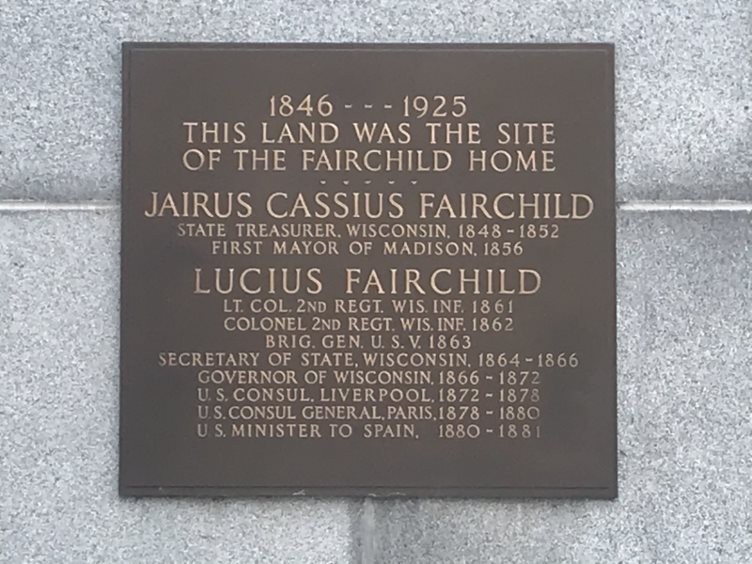 1846 - - - 1925
THIS LAND WAS THE SITE
OF THE FAIRCHILD HOME
- - - - -
JAIRUS CASSIUS FAIRCHILD
STATE TREASURER, WISCONSIN, 1848 - 1852
FIRST MAYOR OF MADISON, 1856
LUCIUS FAIRCHILD
LT. COL. 2ND REGT. WIS. INF. 1861
COLONEL 2ND REGT. WIS. INF. 1862
BRIG. GEN. U. S. V. 1863
SECRETARY OF STATE, WISCONSIN, 1864 - 1866
GOVERNOR OF WISCONSIN, 1866 - 1872
U. S. CONSUL, LIVERPOOL, 1872 - 1878
U. S. CONSUL GENERAL, PARIS, 1878 - 1880
U S. MINISTER TO SPAIN, 1880 - 1881